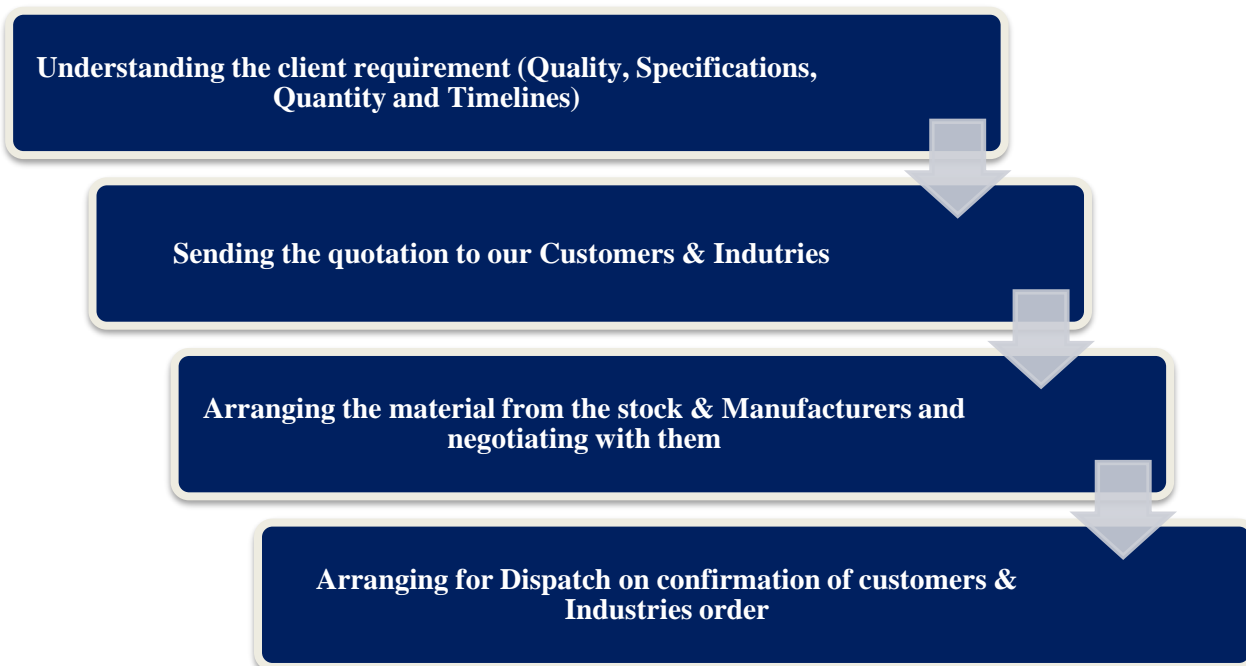 Understanding the client requirement (Quality, Specifications,
Quantity and Timelines)
Sending the quotation to our Customers & Indutries
Arranging the material from the stock & Manufacturers and
negotiating with them
Arranging for Dispatch on confirmation of customers &
Industries order